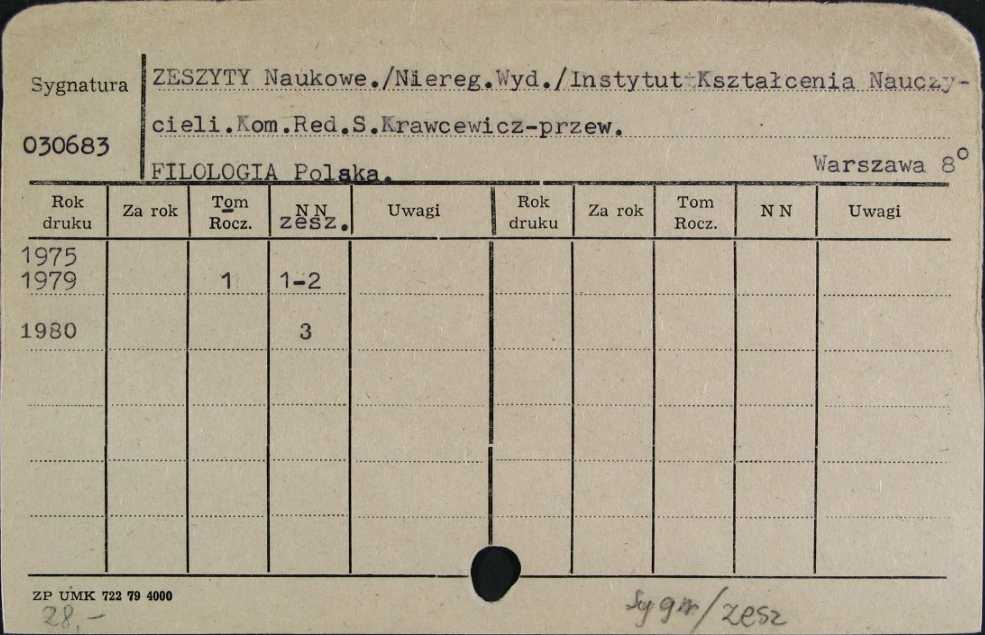 Sygnatura
ZESZYTY Naukowe./Niereg.Wyd./Instytut Kształcenia Nauczy-
cieli.Kom.Red.S.Krawcewicz-przew.
030683
FILOLOGIA Polska.
Warszawa 8°
Rok druku Za rok Tom Rocz. N N zesz. Uwagi Rok druku Za rok Tom Rocz. N N Uwagi
1975
1979 1 1-2
1980 3
ZP UMK 722 79 4000
28,-
Sygn/zesz